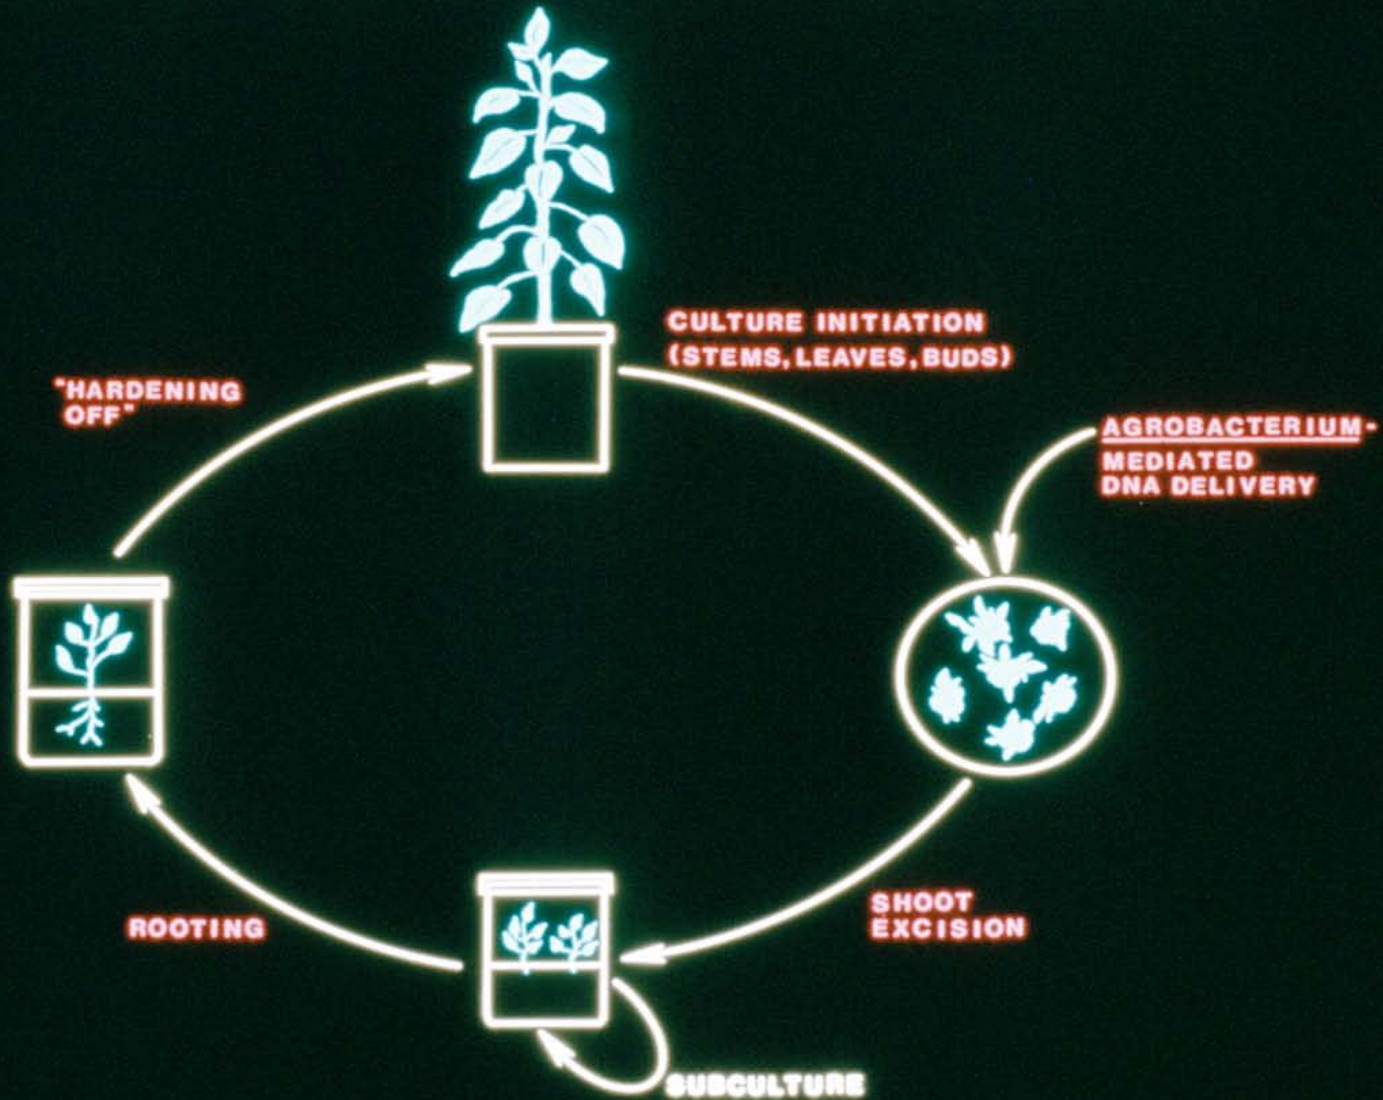 CULTURE INITIATION
(STEMS, LEAVES, BUDS)
"HARDENING
OFF"
AGROBACTERIUM-
MEDIATED
DNA DELIVERY
SHOOT
EXCISION
ROOTING
SUBCULTURE